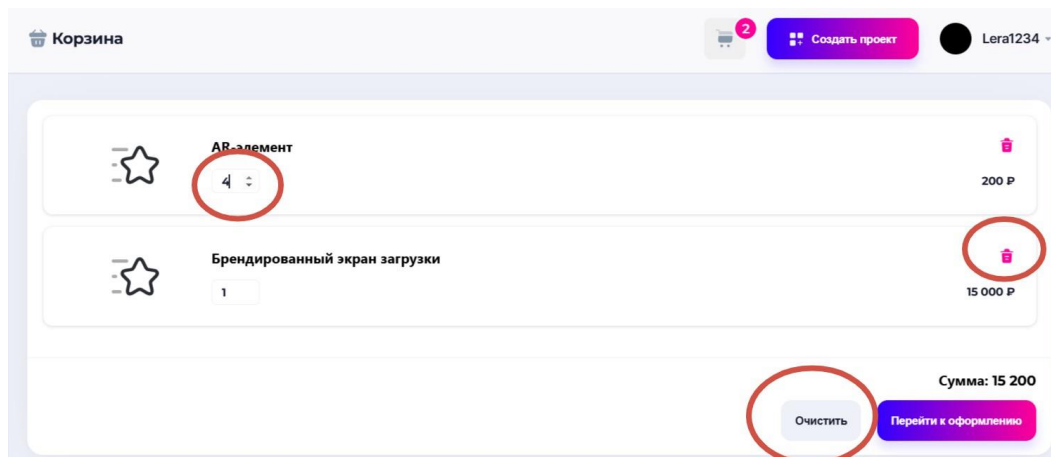 Корзина
2
Создать проект
Lera1234
AR-элемент
4
200 ₽
Брендированный экран загрузки
1
15 000 ₽
Сумма: 15 200
Очистить
Перейти к оформлению